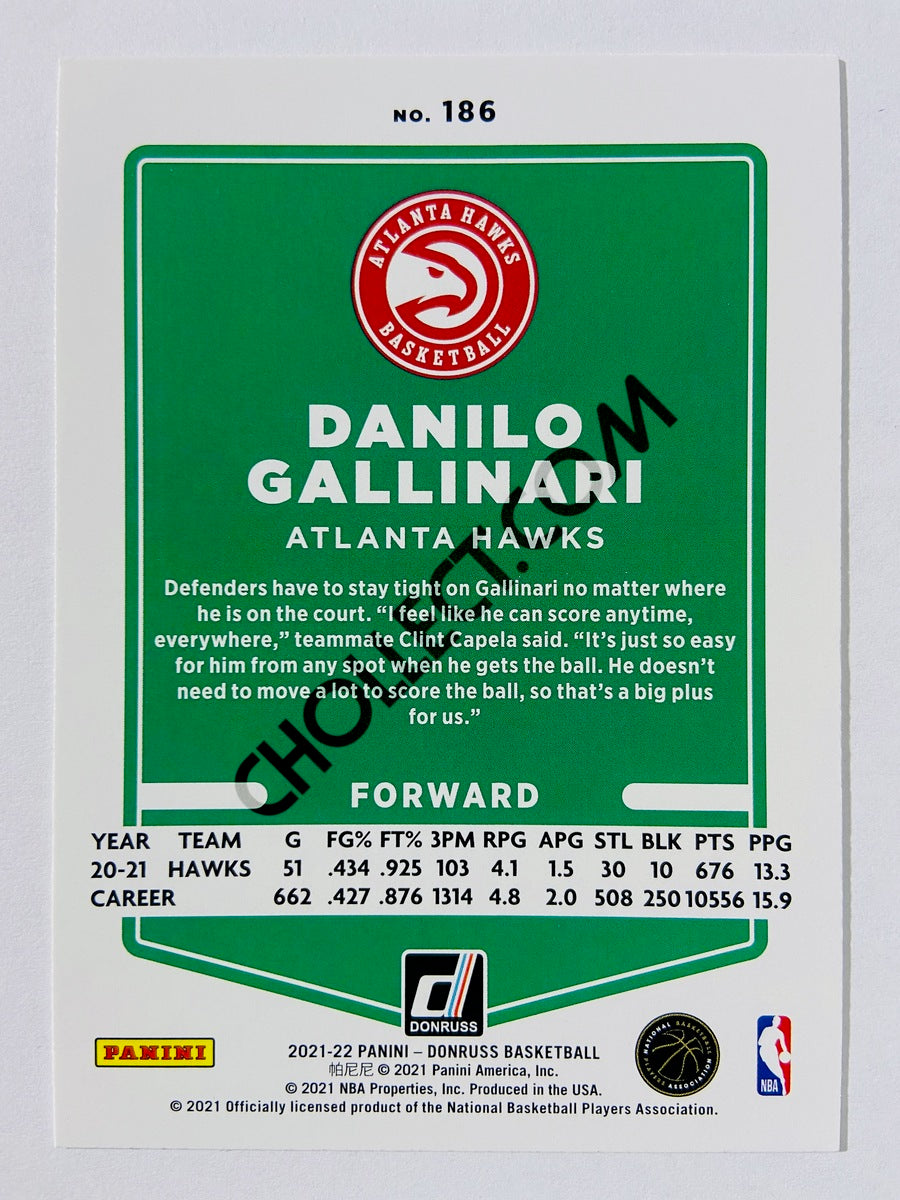 NO. 186
ATLANTA HAWKS
BASKETBALL
DANILO
GALLINARI
ATLANTA HAWKS
Defenders have to stay tight on Gallinari no matter where
he is on the court. “I feel like he can score anytime,
everywhere,” teammate Clint Capela said. “It’s just so easy
for him from any spot when he gets the ball. He doesn’t
need to move a lot to score the ball, so that’s a big plus
for us.”
CHOLLECT.COM
FORWARD
YEAR TEAM G FG% FT% 3PM RPG APG STL BLK PTS PPG
20-21 HAWKS 51 .434 .925 103 4.1 1.5 30 10 676 13.3
CAREER 662 .427 .876 1314 4.8 2.0 508 250 10556 15.9
d
DONRUSS
PANINI
2021-22 PANINI – DONRUSS BASKETBALL
帕尼尼 © 2021 Panini America, Inc.
© 2021 NBA Properties, Inc. Produced in the USA.
© 2021 Officially licensed product of the National Basketball Players Association.
NATIONAL BASKETBALL
PLAYERS ASSOCIATION
NBA